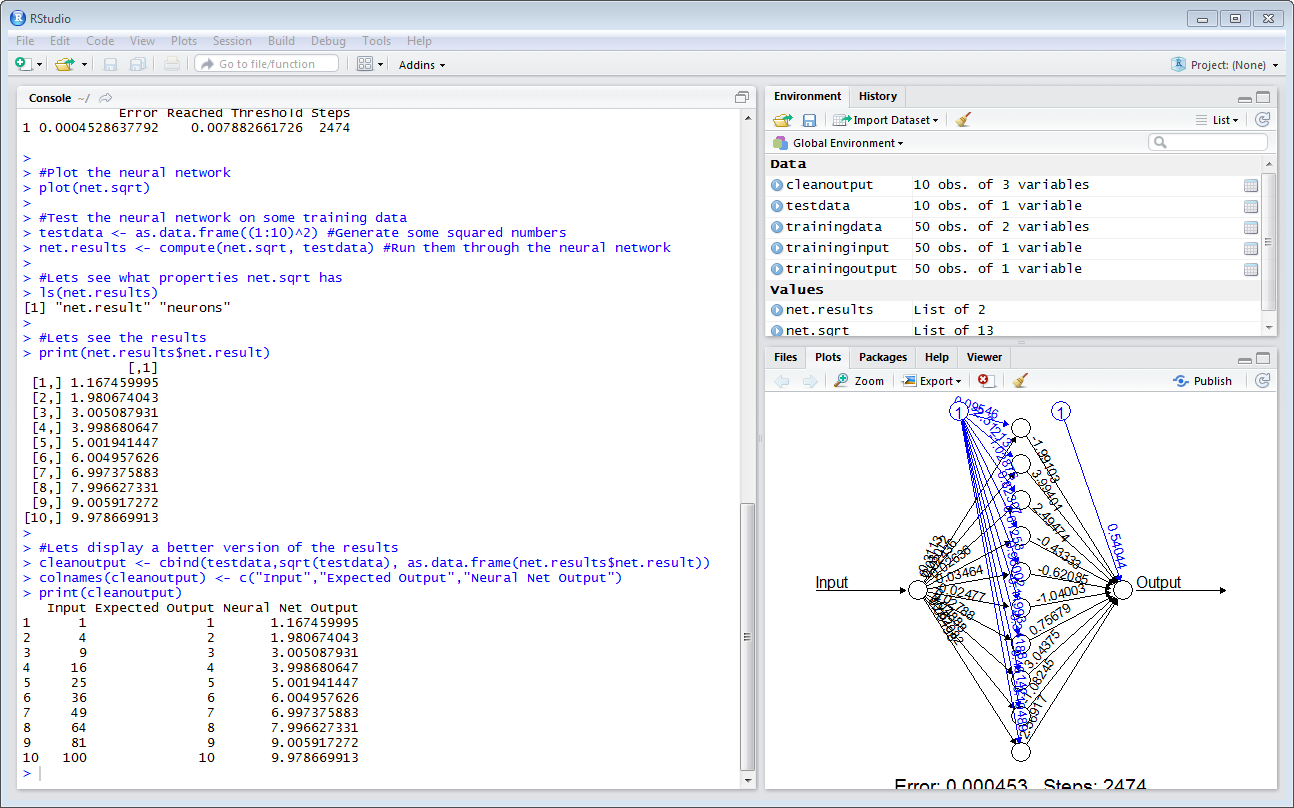 RStudio
File Edit Code View Plots Session Build Debug Tools Help
Go to file/function Addins Project: (None)
Console ~/
Error Reached Threshold Steps
1 0.0004528637792 0.007882661726 2474
>
> #Plot the neural network
> plot(net.sqrt)
>
> #Test the neural network on some training data
> testdata <- as.data.frame((1:10)^2) #Generate some squared numbers
> net.results <- compute(net.sqrt, testdata) #Run them through the neural network
>
> #Lets see what properties net.sqrt has
> ls(net.results)
[1] "net.result" "neurons"
>
> #Lets see the results
> print(net.results$net.result)
[,1]
[1,] 1.167459995
[2,] 1.980674043
[3,] 3.005087931
[4,] 3.998680647
[5,] 5.001941447
[6,] 6.004957626
[7,] 6.997375883
[8,] 7.996627331
[9,] 9.005917272
[10,] 9.978669913
>
> #Lets display a better version of the results
> cleanoutput <- cbind(testdata,sqrt(testdata), as.data.frame(net.results$net.result))
> colnames(cleanoutput) <- c("Input","Expected Output","Neural Net Output")
> print(cleanoutput)
Input Expected Output Neural Net Output
1 1 1 1.167459995
2 4 2 1.980674043
3 9 3 3.005087931
4 16 4 3.998680647
5 25 5 5.001941447
6 36 6 6.004957626
7 49 7 6.997375883
8 64 8 7.996627331
9 81 9 9.005917272
10 100 10 9.978669913
>
Environment History
Import Dataset List
Global Environment
Data
cleanoutput 10 obs. of 3 variables
testdata 10 obs. of 1 variable
trainingdata 50 obs. of 2 variables
traininginput 50 obs. of 1 variable
trainingoutput 50 obs. of 1 variable
Values
net.results List of 2
net.sqrt List of 13
Files Plots Packages Help Viewer
Zoom Export Publish
1 1
0.09546
-1.99103
3.99401
2.49474
-0.43333
-0.62085
-1.04003
0.75679
3.04375
-1.08245
0.54044
0.03464
0.02477
Input
Output
Error: 0.000453 Steps: 2474